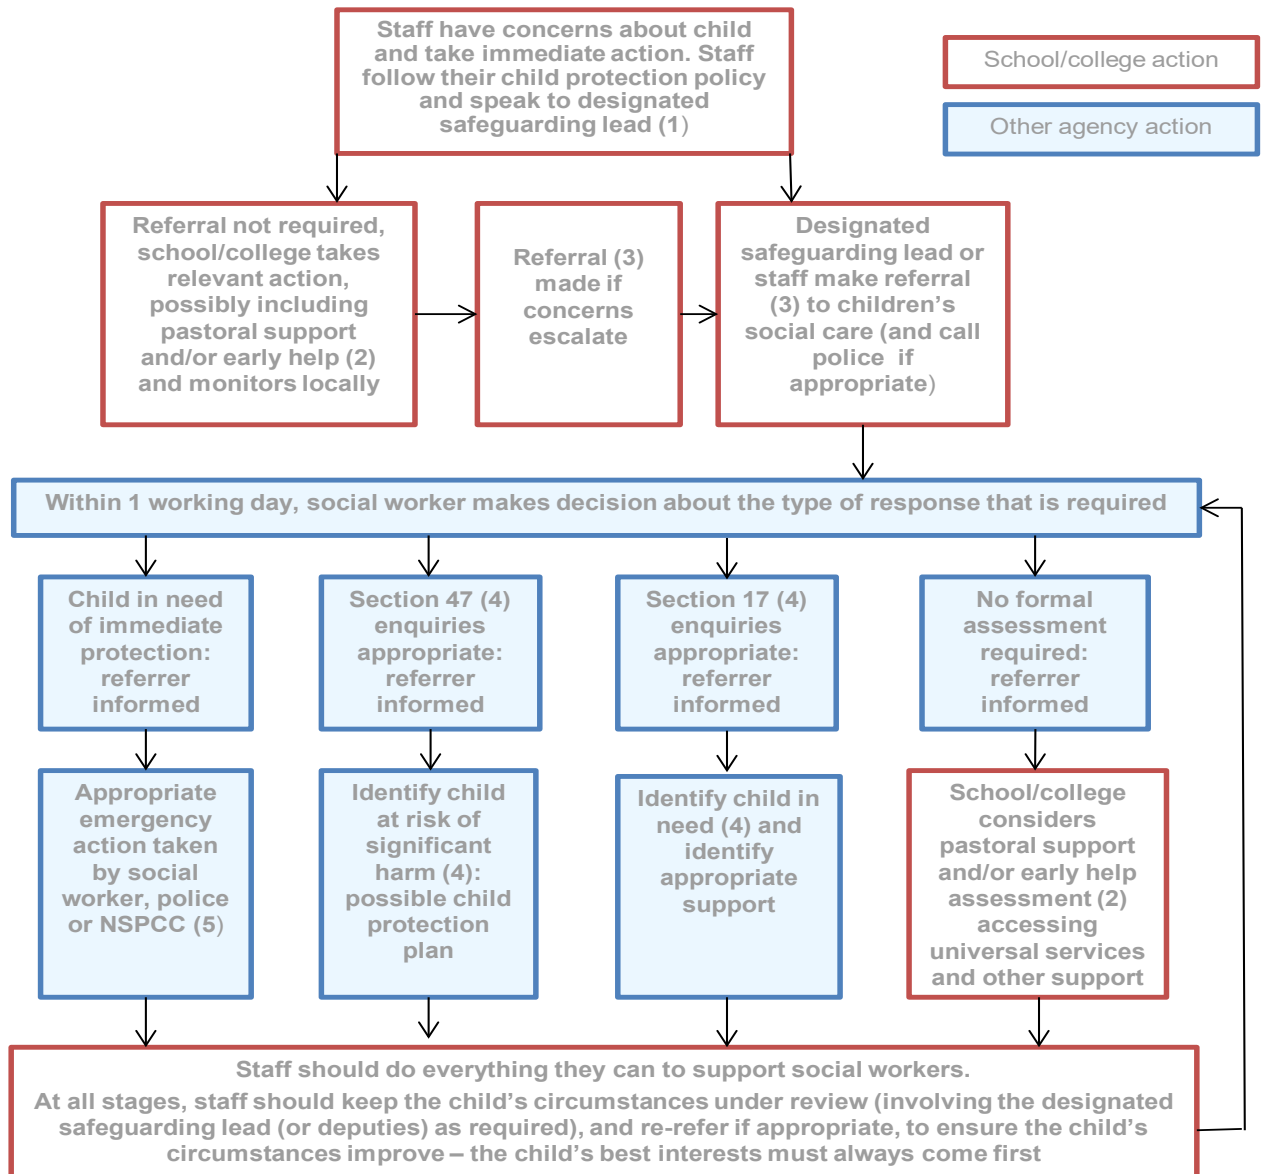 Staff have concerns about child
and take immediate action. Staff
follow their child protection policy
and speak to designated
safeguarding lead (1)
School/college action
Other agency action
Referral not required,
school/college takes
relevant action,
possibly including
pastoral support
and/or early help (2)
and monitors locally
Referral (3)
made if
concerns
escalate
Designated
safeguarding lead or
staff make referral
(3) to children’s
social care (and call
police if
appropriate)
Within 1 working day, social worker makes decision about the type of response that is required
Child in need
of immediate
protection:
referrer
informed
Section 47 (4)
enquiries
appropriate:
referrer
informed
Section 17 (4)
enquiries
appropriate:
referrer
informed
No formal
assessment
required:
referrer
informed
Appropriate
emergency
action taken
by social
worker, police
or NSPCC (5)
Identify child
at risk of
significant
harm (4):
possible child
protection
plan
Identify child in
need (4) and
identify
appropriate
support
School/college
considers
pastoral support
and/or early help
assessment (2)
accessing
universal services
and other support
Staff should do everything they can to support social workers.
At all stages, staff should keep the child’s circumstances under review (involving the designated
safeguarding lead (or deputies) as required), and re-refer if appropriate, to ensure the child’s
circumstances improve – the child’s best interests must always come first